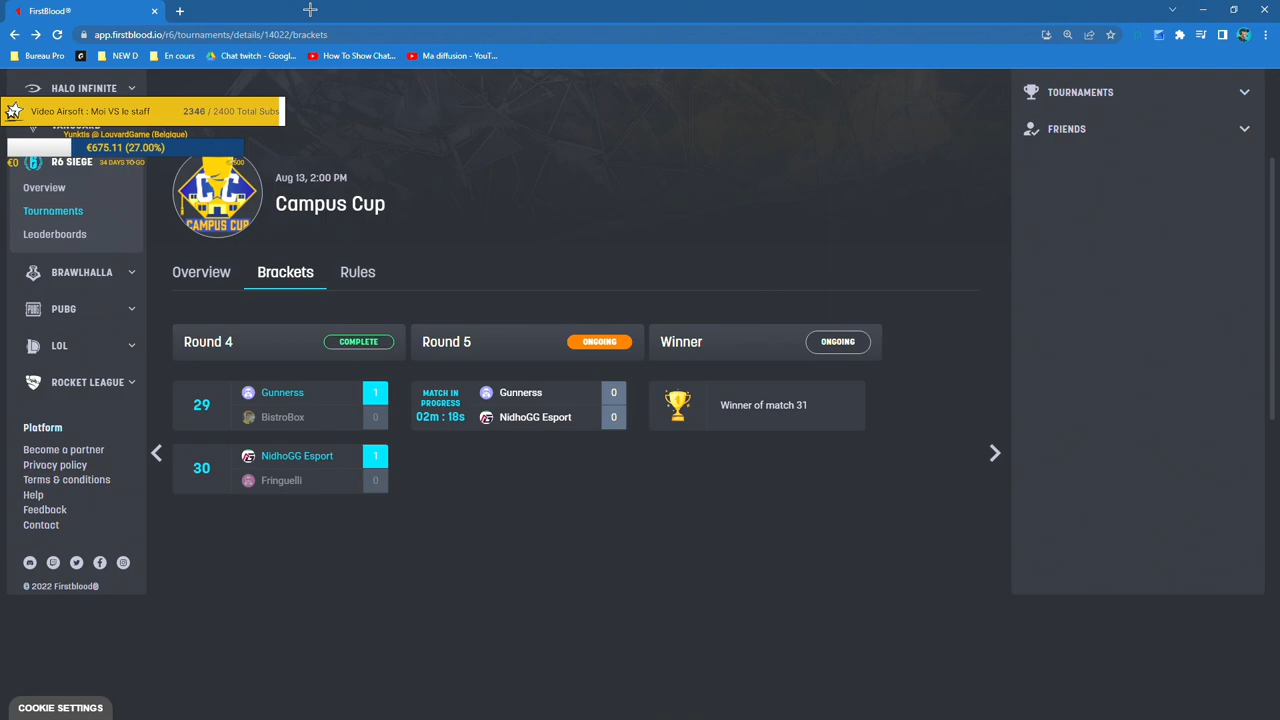 FirstBlood®
app.firstblood.io/r6/tournaments/details/14022/brackets
Bureau Pro
NEW D
En cours
Chat twitch - Googl...
How To Show Chat...
Ma diffusion - YouT...
HALO INFINITE
Video Airsoft : Moi VS le staff 2346 / 2400 Total Subs
Yunktis @ LouvardGame (Belgique)
€675.11 (27.00%)
€0
34 DAYS TO GO
R6 SIEGE
Overview
Tournaments
Leaderboards
BRAWLHALLA
PUBG
LOL
ROCKET LEAGUE
Platform
Become a partner
Privacy policy
Terms & conditions
Help
Feedback
Contact
© 2022 Firstblood®
COOKIE SETTINGS
CAMPUS CUP
Aug 13, 2:00 PM
Campus Cup
Overview
Brackets
Rules
Round 4
COMPLETE
Round 5
ONGOING
Winner
ONGOING
29
Gunnerss 1
BistroBox 0
30
NidhoGG Esport 1
Fringuelli 0
MATCH IN
PROGRESS
02m : 18s
Gunnerss 0
NidhoGG Esport 0
Winner of match 31
TOURNAMENTS
FRIENDS